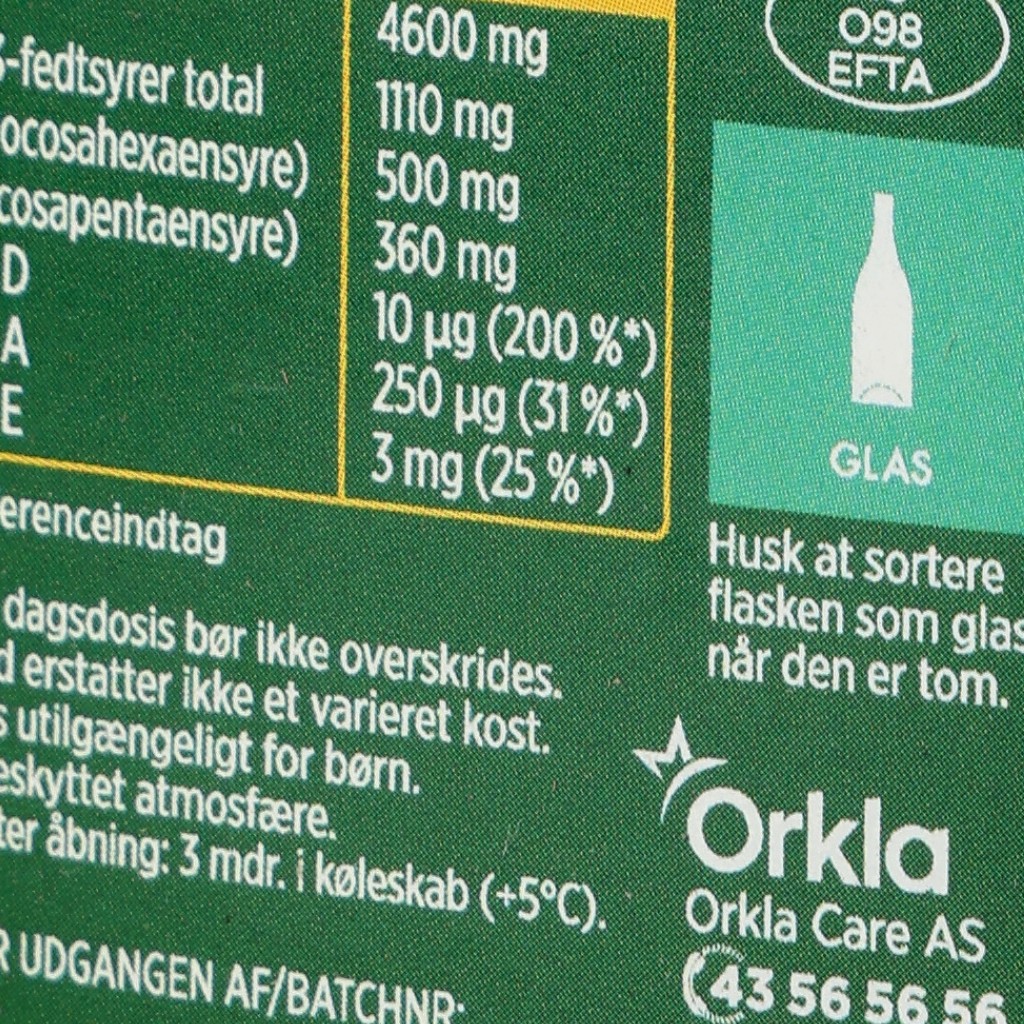 4600 mg
3-fedtsyrer total 1110 mg
ocosahexaensyre) 500 mg
cosapentaensyre) 360 mg
D 10 µg (200 %*)
A 250 µg (31 %*)
E 3 mg (25 %*)
erenceindtag
dagsdosis bør ikke overskrides.
d erstatter ikke et varieret kost.
s utilgængeligt for børn.
eskyttet atmosfære.
ter åbning: 3 mdr. i køleskab (+5°C).
R UDGANGEN AF/BATCHNR:
098
EFTA
GLAS
Husk at sortere
flasken som glas
når den er tom.
Orkla
Orkla Care AS
43 56 56 56